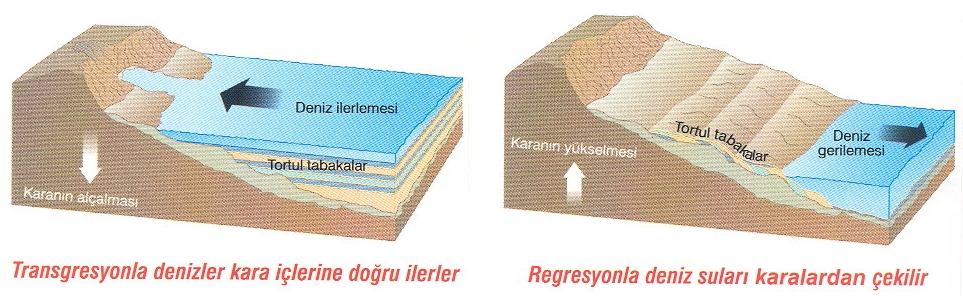 Deniz ilerlemesi
Tortul tabakalar
Karanın alçalması
Transgresyonla denizler kara içlerine doğru ilerler
Tortul tabakalar
Deniz
gerilemesi
Karanın yükselmesi
Regresyonla deniz suları karalardan çekilir